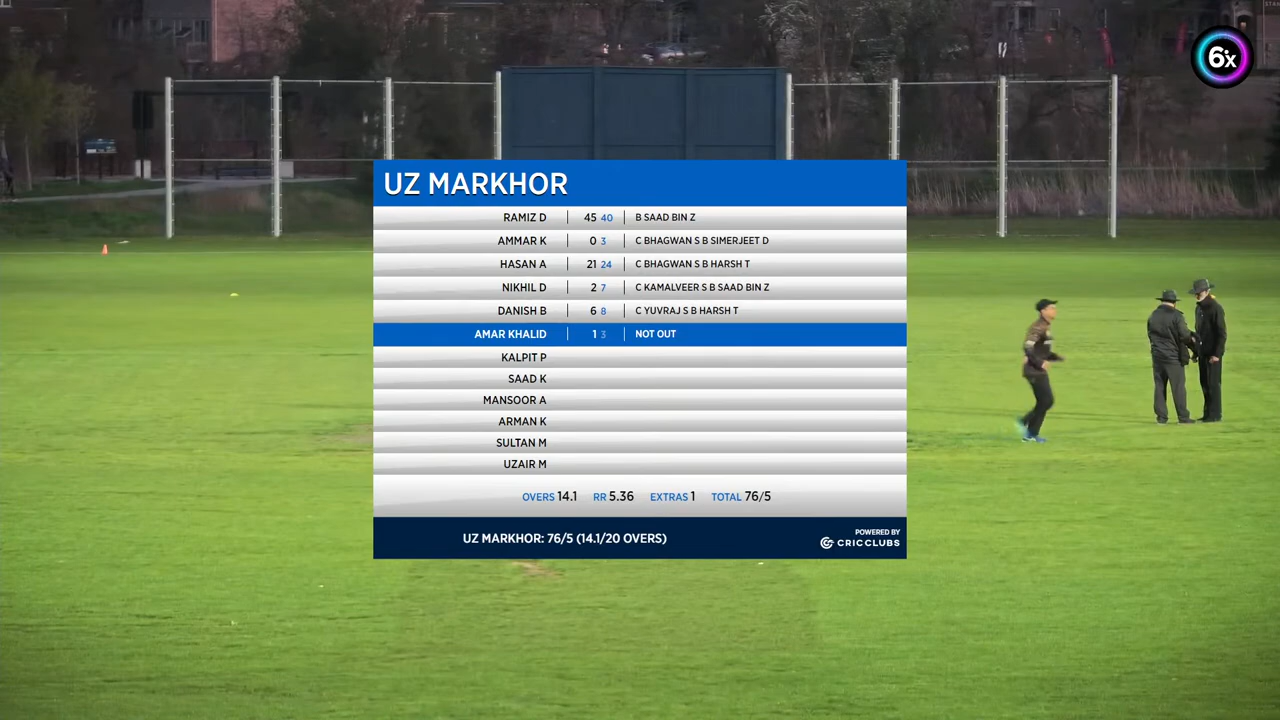 6x
UZ MARKHOR
RAMIZ D 45 40 B SAAD BIN Z
AMMAR K 0 3 C BHAGWAN S B SIMERJEET D
HASAN A 21 24 C BHAGWAN S B HARSH T
NIKHIL D 2 7 C KAMALVEER S B SAAD BIN Z
DANISH B 6 8 C YUVRAJ S B HARSH T
AMAR KHALID 1 3 NOT OUT
KALPIT P
SAAD K
MANSOOR A
ARMAN K
SULTAN M
UZAIR M
OVERS 14.1 RR 5.36 EXTRAS 1 TOTAL 76/5
UZ MARKHOR: 76/5 (14.1/20 OVERS)
POWERED BY
CRICCLUBS